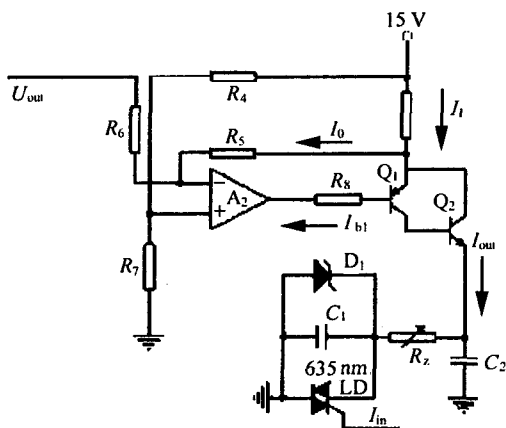 15 V
U_out
R_4
I_t
R_6
R_5
I_0
Q_1
−
A_2
+
R_8
Q_2
I_b1
I_out
R_7
D_1
C_1
R_z
C_2
635 nm
LD
I_in